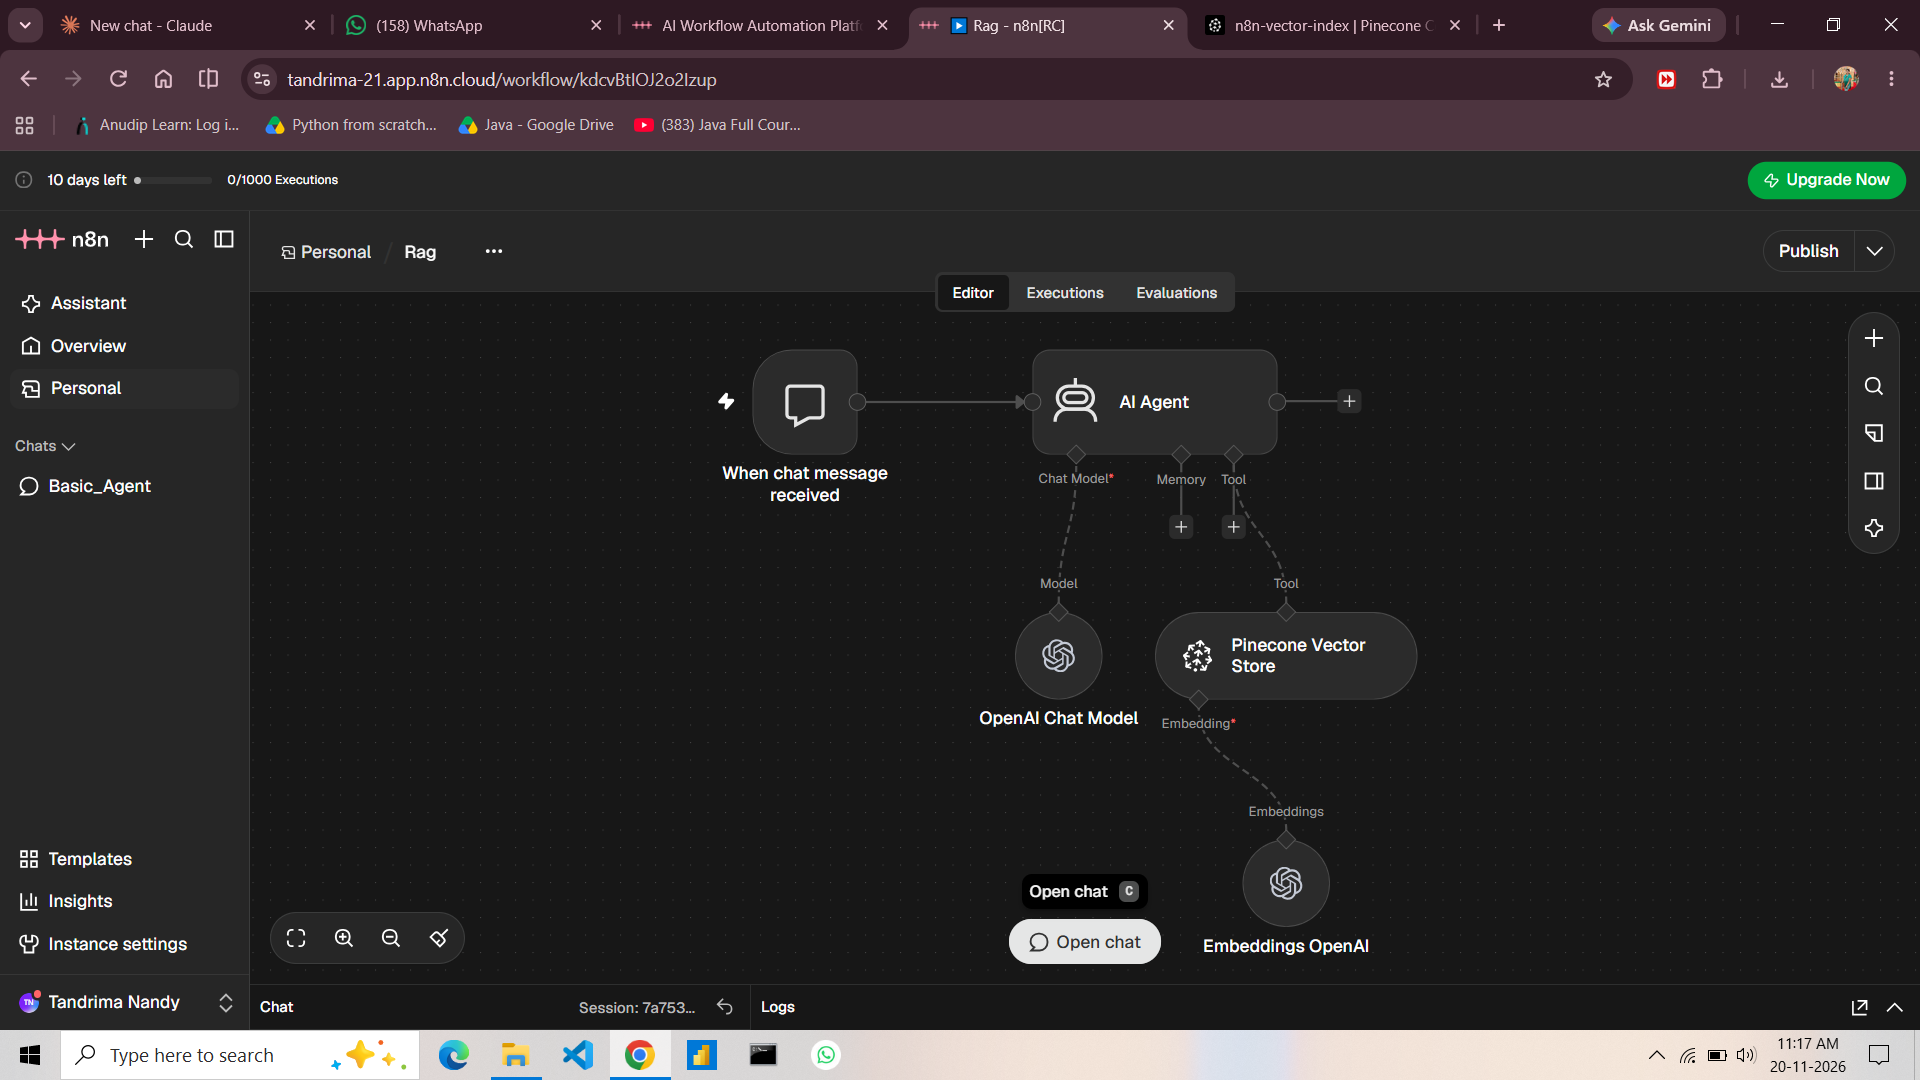 New chat - Claude
(158) WhatsApp
AI Workflow Automation Platf
Rag - n8n[RC]
n8n-vector-index | Pinecone C
Ask Gemini
tandrima-21.app.n8n.cloud/workflow/kdcvBtIOJ2o2Izup
Anudip Learn: Log i...
Python from scratch...
Java - Google Drive
(383) Java Full Cour...
10 days left
0/1000 Executions
Upgrade Now
n8n
Personal / Rag
Publish
Editor
Executions
Evaluations
Assistant
Overview
Personal
Chats
Basic_Agent
When chat message
received
AI Agent
Chat Model*
Memory
Tool
Model
Tool
Pinecone Vector
Store
OpenAI Chat Model
Embedding*
Embeddings
Embeddings OpenAI
Open chat C
Open chat
Templates
Insights
Instance settings
TN
Tandrima Nandy
Chat
Session: 7a753...
Logs
Type here to search
11:17 AM
20-11-2026